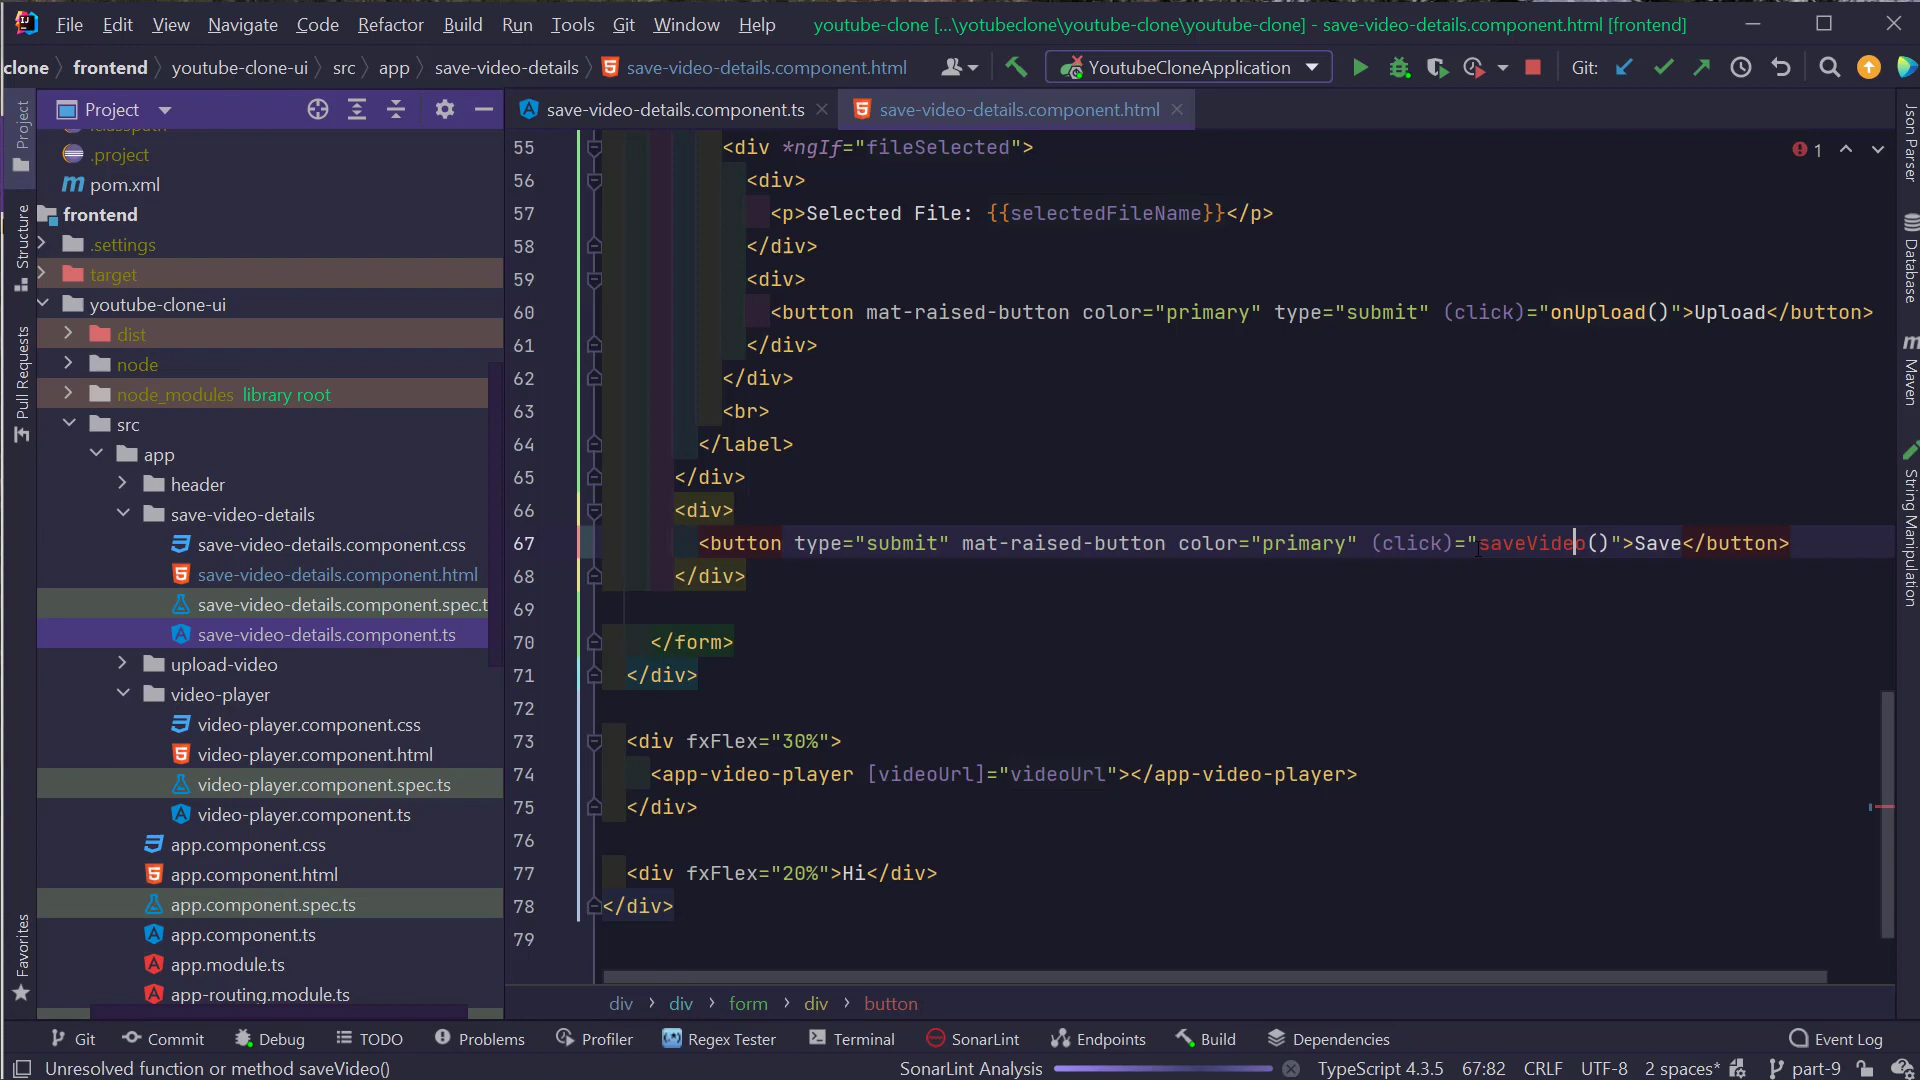 File Edit View Navigate Code Refactor Build Run Tools Git Window Help youtube-clone [...\yotubeclone\youtube-clone\youtube-clone] - save-video-details.component.html [frontend]
clone frontend youtube-clone-ui src app save-video-details save-video-details.component.html YoutubeCloneApplication Git:
Project
save-video-details.component.ts save-video-details.component.html
.project
pom.xml
frontend
.settings
target
youtube-clone-ui
dist
node
node_modules library root
src
app
header
save-video-details
save-video-details.component.css
save-video-details.component.html
save-video-details.component.spec.t
save-video-details.component.ts
upload-video
video-player
video-player.component.css
video-player.component.html
video-player.component.spec.ts
video-player.component.ts
app.component.css
app.component.html
app.component.spec.ts
app.component.ts
app.module.ts
app-routing.module.ts
Project
Structure
Pull Requests
Favorites
1
55 <div *ngIf="fileSelected">
56 <div>
57 <p>Selected File: {{selectedFileName}}</p>
58 </div>
59 <div>
60 <button mat-raised-button color="primary" type="submit" (click)="onUpload()">Upload</button>
61 </div>
62 </div>
63 <br>
64 </label>
65 </div>
66 <div>
67 <button type="submit" mat-raised-button color="primary" (click)="saveVideo()">Save</button>
68 </div>
69
70 </form>
71 </div>
72
73 <div fxFlex="30%">
74 <app-video-player [videoUrl]="videoUrl"></app-video-player>
75 </div>
76
77 <div fxFlex="20%">Hi</div>
78 </div>
79
Json Parser
Database
Maven
String Manipulation
div div form div button
Git Commit Debug TODO Problems Profiler Regex Tester Terminal SonarLint Endpoints Build Dependencies Event Log
Unresolved function or method saveVideo() SonarLint Analysis TypeScript 4.3.5 67:82 CRLF UTF-8 2 spaces* part-9